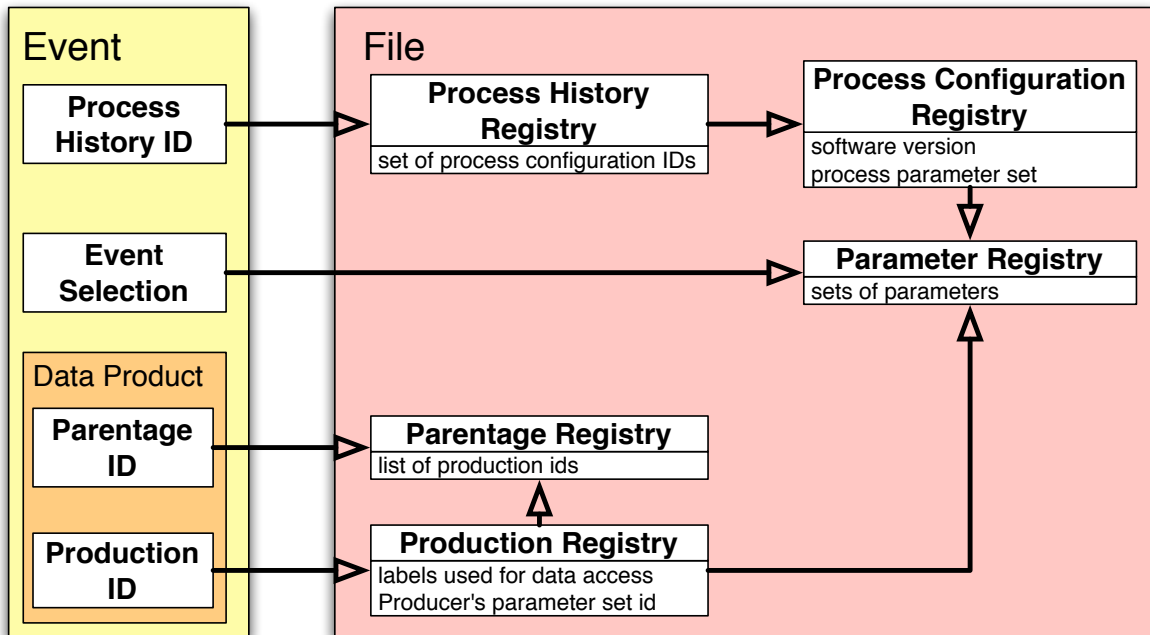 Event
Process
History ID
Event
Selection
Data Product
Parentage
ID
Production
ID
File
Process History
Registry
set of process configuration IDs
Process Configuration
Registry
software version
process parameter set
Parameter Registry
sets of parameters
Parentage Registry
list of production ids
Production Registry
labels used for data access
Producer's parameter set id